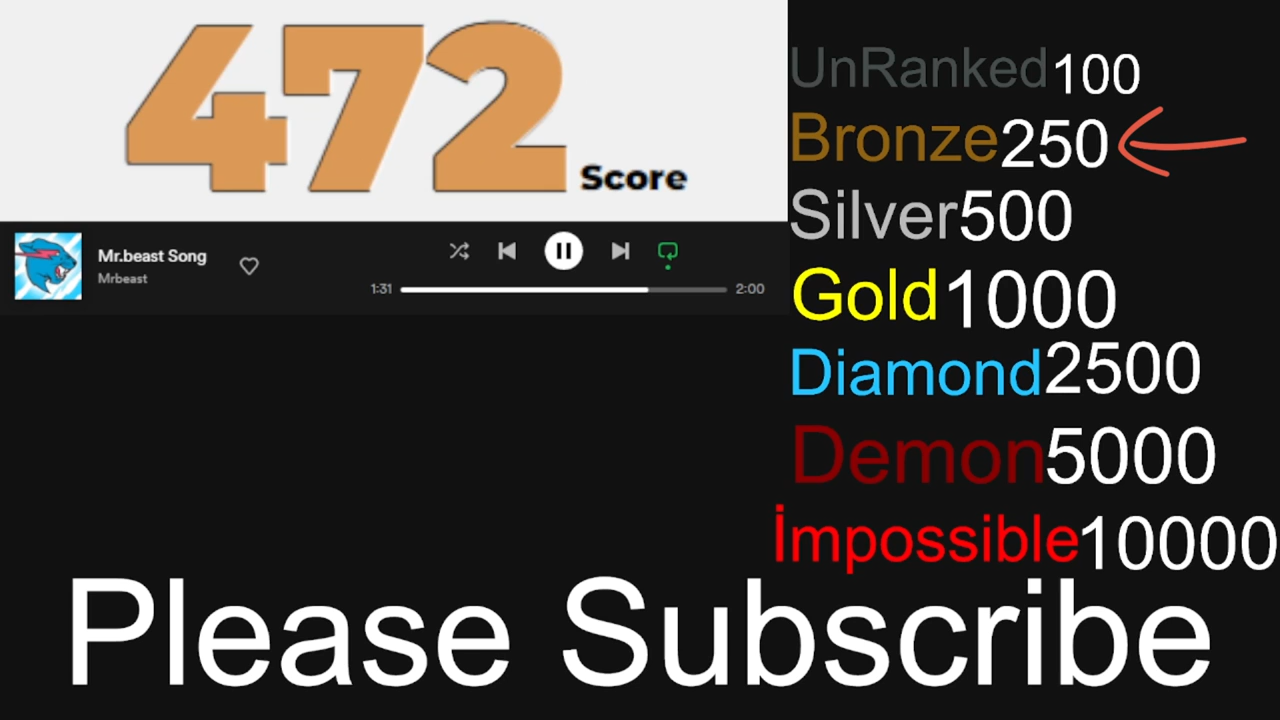 472 Score
Mr.beast Song
Mrbeast
1:31 2:00
UnRanked100
Bronze250
Silver500
Gold1000
Diamond2500
Demon5000
İmpossible10000
Please Subscribe